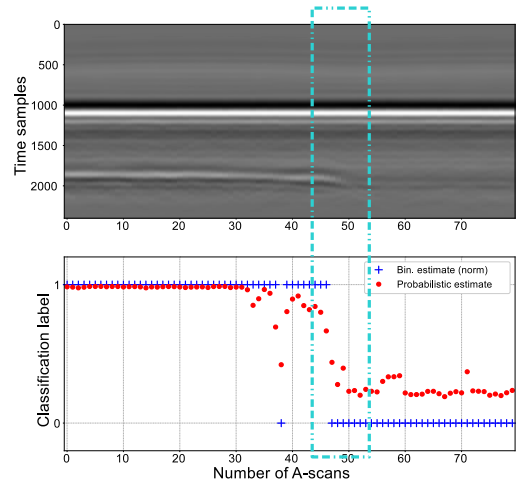 0
500
1000
1500
2000
Time samples
0 10 20 30 40 50 60 70
Bin. estimate (norm)
Probabilistic estimate
1
0
Classification label
0 10 20 30 40 50 60 70
Number of A-scans